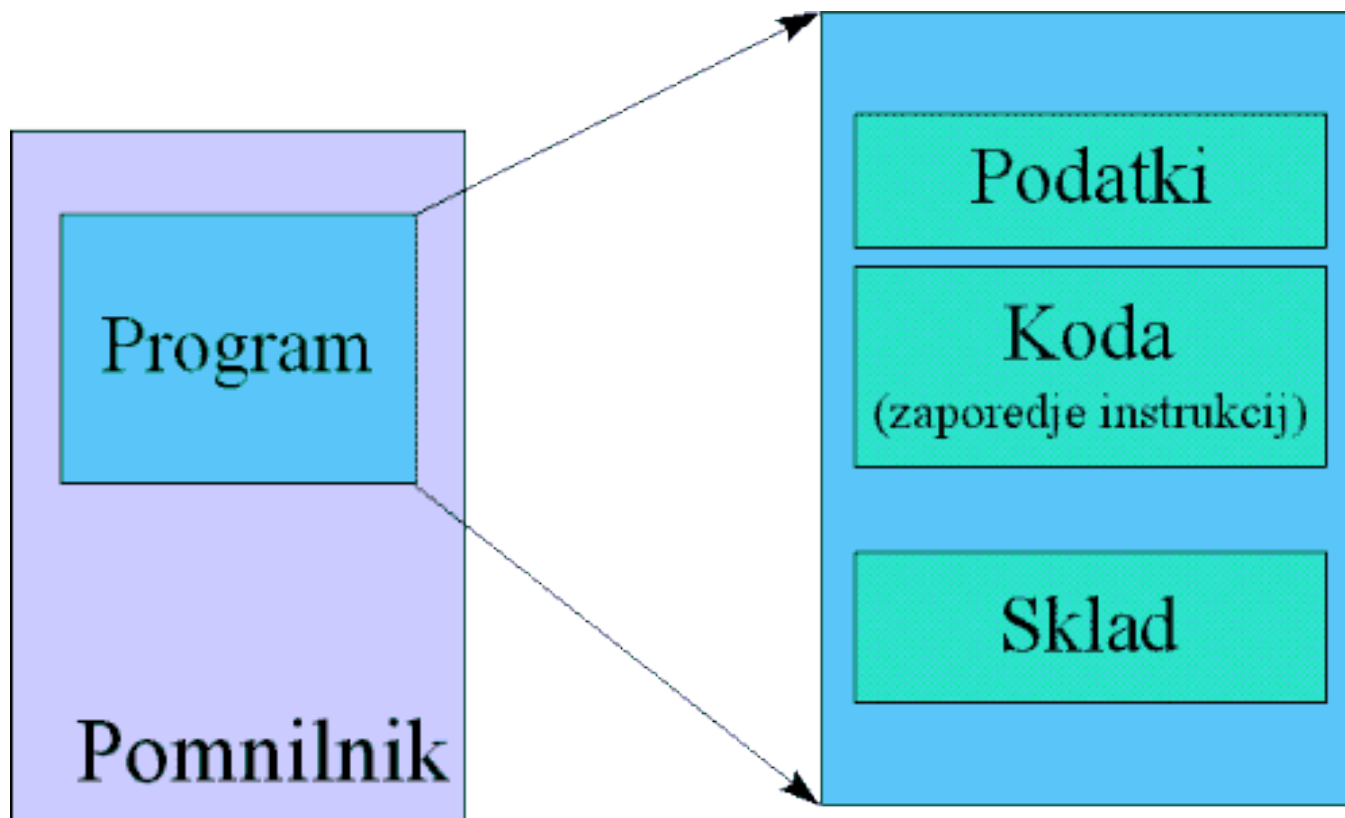 Program
Pomnilnik
Podatki
Koda
(zaporedje instrukcij)
Sklad